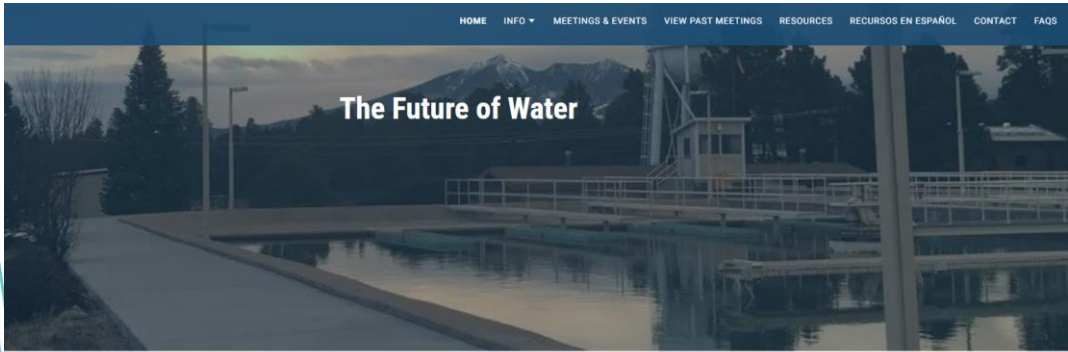 HOME INFO ▾ MEETINGS & EVENTS VIEW PAST MEETINGS RESOURCES RECURSOS EN ESPAÑOL CONTACT FAQS
The Future of Water